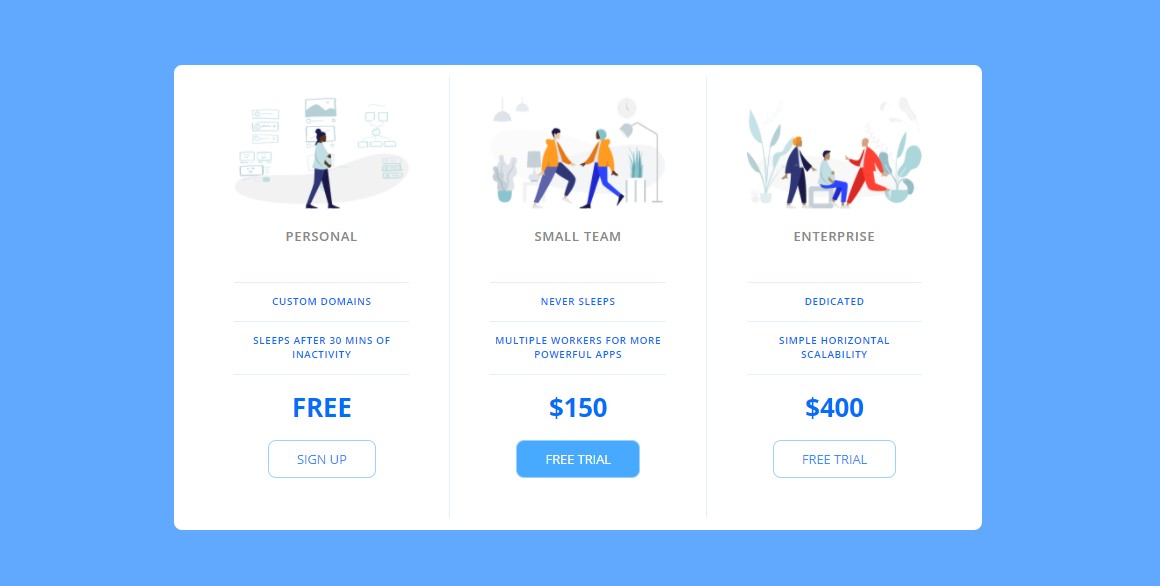 PERSONAL
CUSTOM DOMAINS
SLEEPS AFTER 30 MINS OF
INACTIVITY
FREE
SIGN UP
SMALL TEAM
NEVER SLEEPS
MULTIPLE WORKERS FOR MORE
POWERFUL APPS
$150
FREE TRIAL
ENTERPRISE
DEDICATED
SIMPLE HORIZONTAL
SCALABILITY
$400
FREE TRIAL